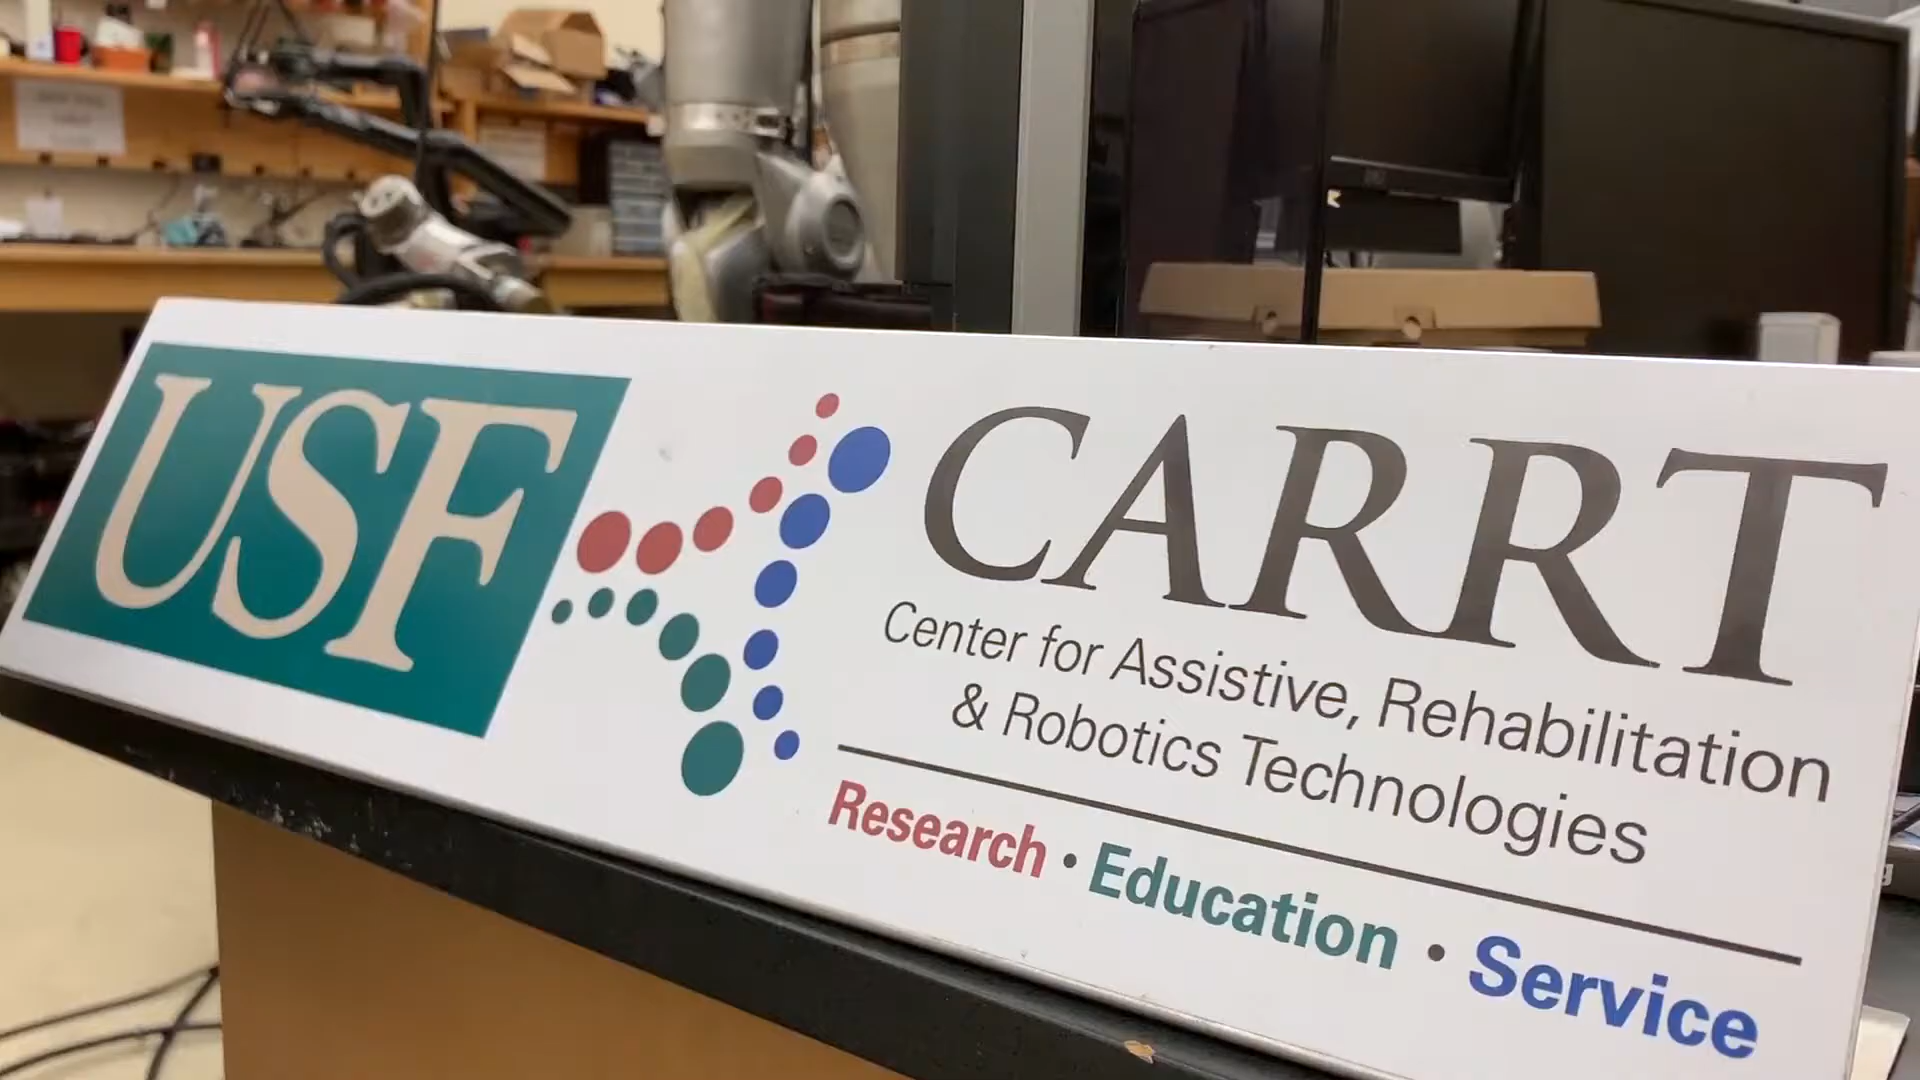 USF
CARRT
Center for Assistive, Rehabilitation
& Robotics Technologies
Research • Education • Service